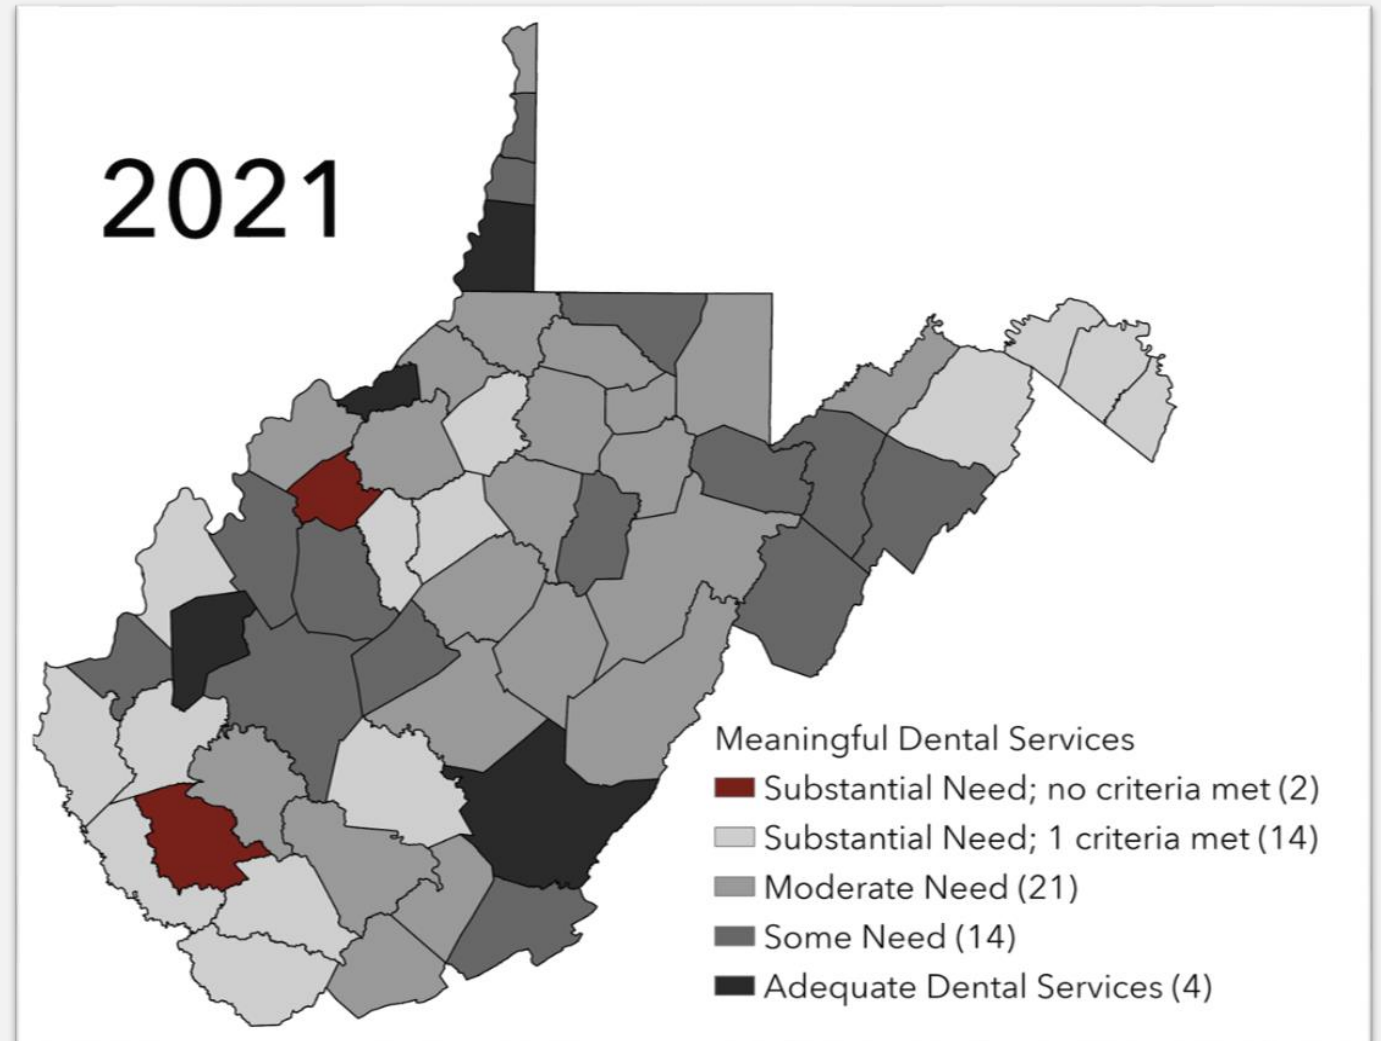 2021
Meaningful Dental Services
Substantial Need; no criteria met (2)
Substantial Need; 1 criteria met (14)
Moderate Need (21)
Some Need (14)
Adequate Dental Services (4)